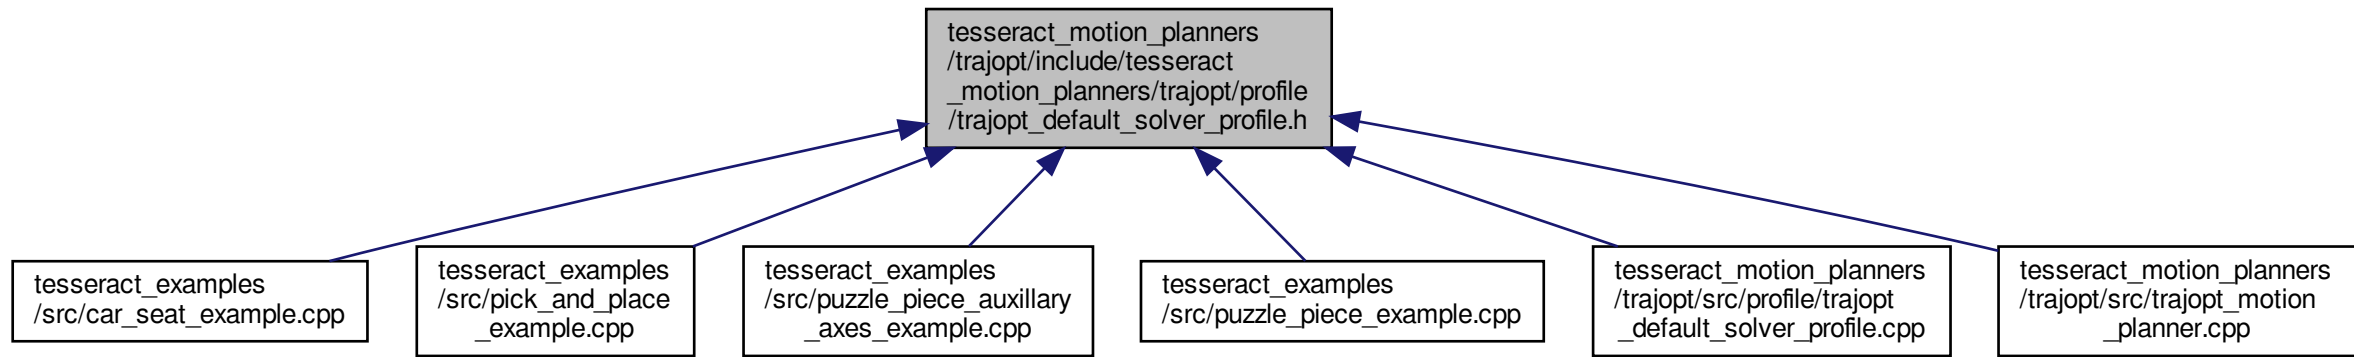 tesseract_motion_planners
/trajopt/include/tesseract
_motion_planners/trajopt/profile
/trajopt_default_solver_profile.h
tesseract_examples
/src/car_seat_example.cpp
tesseract_examples
/src/pick_and_place
_example.cpp
tesseract_examples
/src/puzzle_piece_auxillary
_axes_example.cpp
tesseract_examples
/src/puzzle_piece_example.cpp
tesseract_motion_planners
/trajopt/src/profile/trajopt
_default_solver_profile.cpp
tesseract_motion_planners
/trajopt/src/trajopt_motion
_planner.cpp